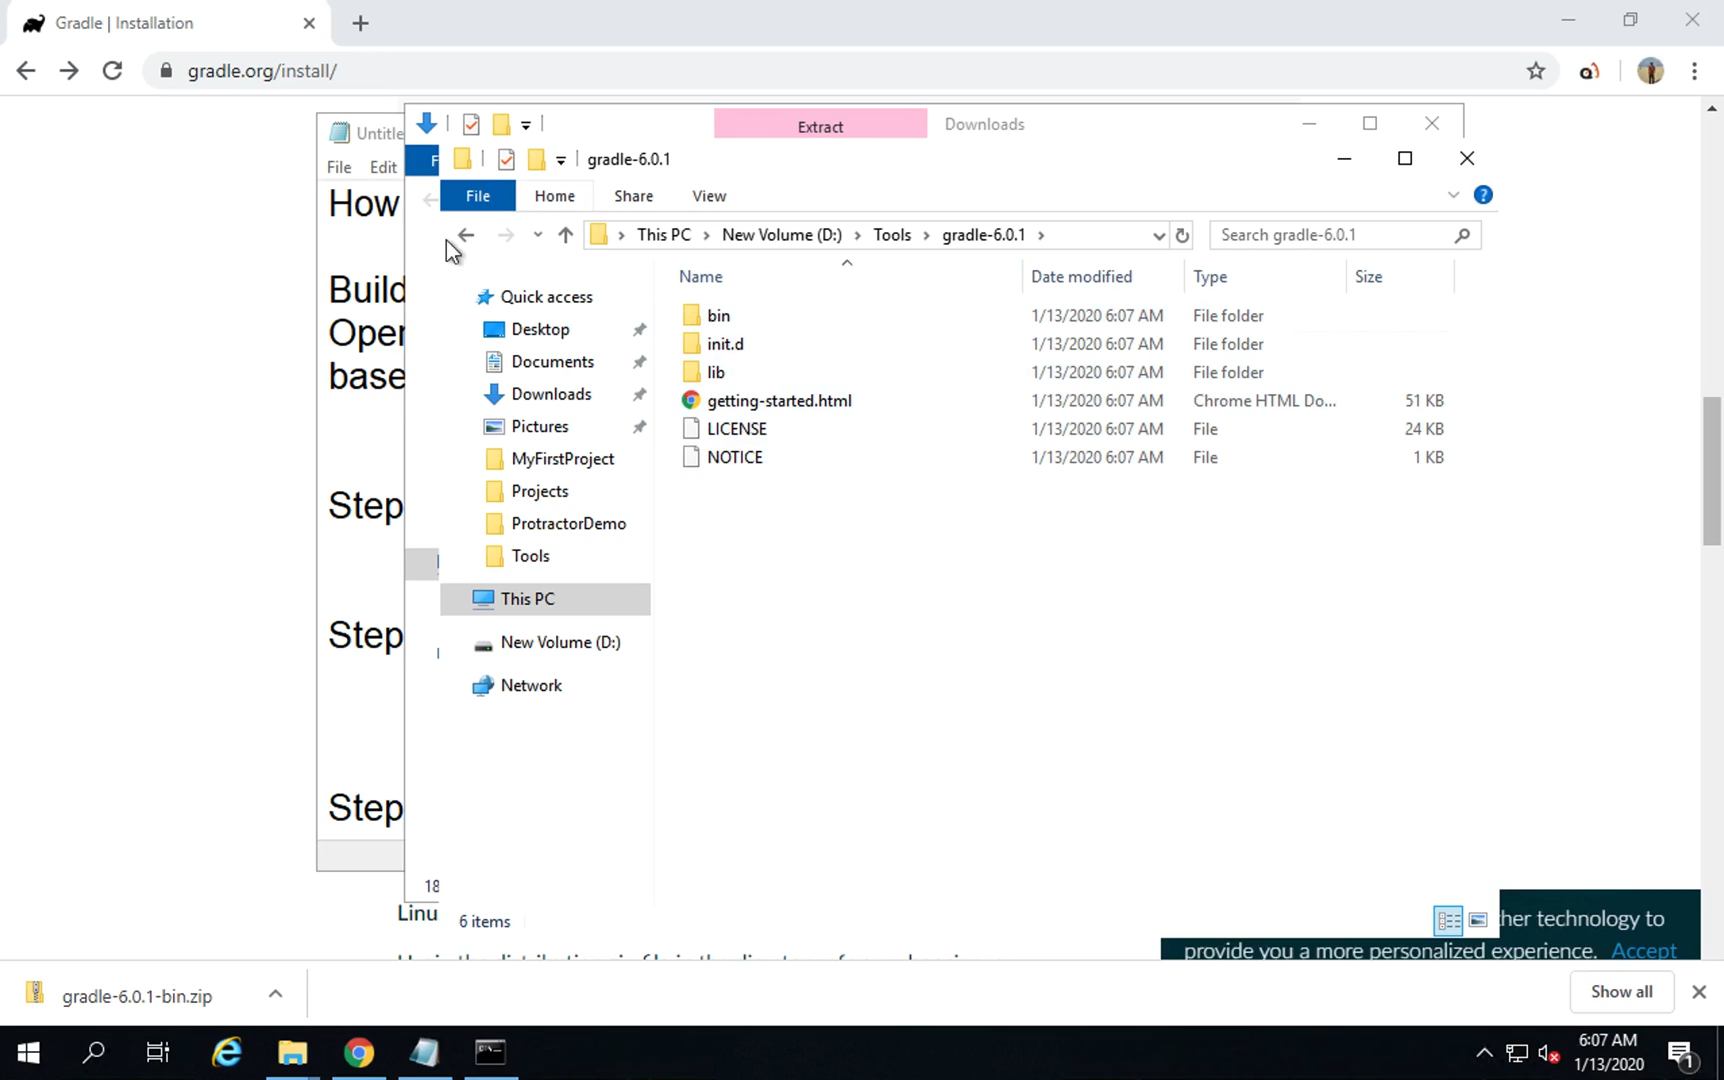 Gradle | Installation
gradle.org/install/
Extract
Downloads
Untitle
File Edit
F
gradle-6.0.1
File Home Share View
This PC > New Volume (D:) > Tools > gradle-6.0.1 >
Search gradle-6.0.1
How
Build
Oper
base
Step
Step
Step
Quick access
Desktop
Documents
Downloads
Pictures
MyFirstProject
Projects
ProtractorDemo
Tools
This PC
New Volume (D:)
Network
Name Date modified Type Size
bin 1/13/2020 6:07 AM File folder
init.d 1/13/2020 6:07 AM File folder
lib 1/13/2020 6:07 AM File folder
getting-started.html 1/13/2020 6:07 AM Chrome HTML Do... 51 KB
LICENSE 1/13/2020 6:07 AM File 24 KB
NOTICE 1/13/2020 6:07 AM File 1 KB
18
6 items
Linu
ther technology to
provide you a more personalized experience. Accept
gradle-6.0.1-bin.zip
Show all
6:07 AM
1/13/2020
1